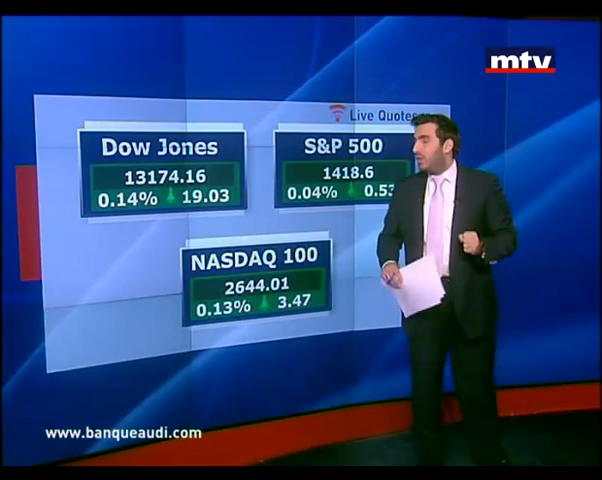 mtv
Live Quotes
Dow Jones
13174.16
0.14% 19.03
S&P 500
1418.6
0.04% 0.53
NASDAQ 100
2644.01
0.13% 3.47
www.banqueaudi.com